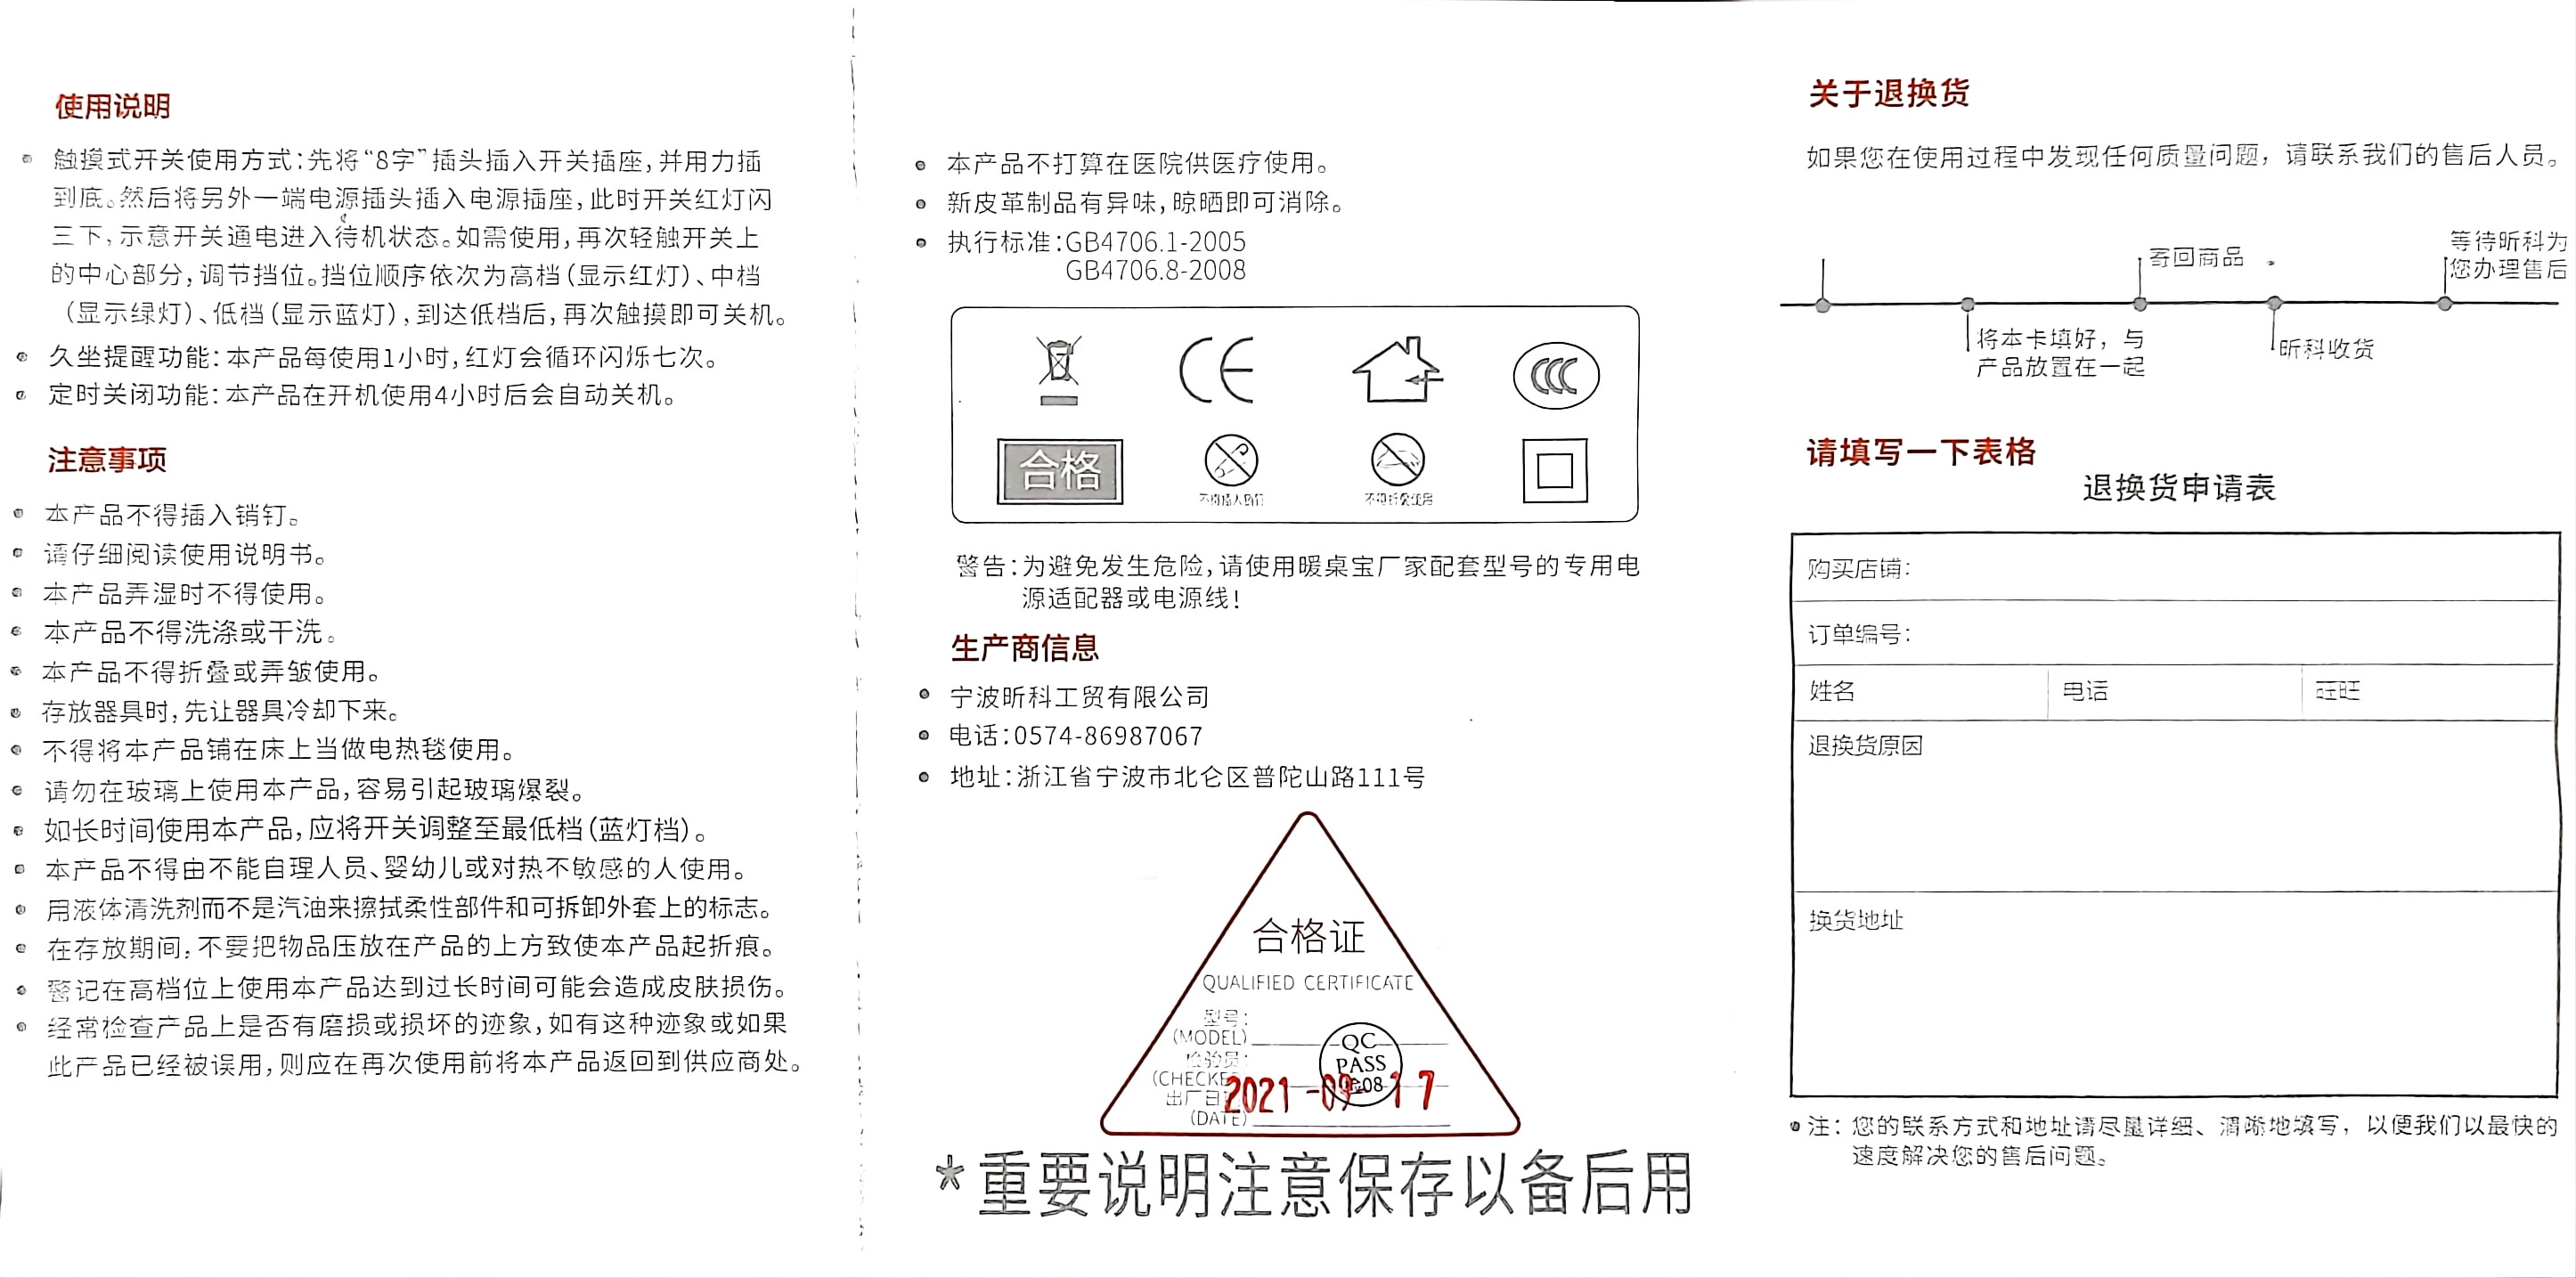 使用说明
触摸式开关使用方式：先将“8字”插头插入开关插座，并用力插
到底。然后将另外一端电源插头插入电源插座，此时开关红灯闪
三下，示意开关通电进入待机状态。如需使用，再次轻触开关上
的中心部分，调节挡位。挡位顺序依次为高档（显示红灯）、中档
（显示绿灯）、低档（显示蓝灯），到达低档后，再次触摸即可关机。
久坐提醒功能：本产品每使用1小时，红灯会循环闪烁七次。
定时关闭功能：本产品在开机使用4小时后会自动关机。
注意事项
本产品不得插入销钉。
请仔细阅读使用说明书。
本产品弄湿时不得使用。
本产品不得洗涤或干洗。
本产品不得折叠或弄皱使用。
存放器具时，先让器具冷却下来。
不得将本产品铺在床上当做电热毯使用。
请勿在玻璃上使用本产品，容易引起玻璃爆裂。
如长时间使用本产品，应将开关调整至最低档（蓝灯档）。
本产品不得由不能自理人员、婴幼儿或对热不敏感的人使用。
用液体清洗剂而不是汽油来擦拭柔性部件和可拆卸外套上的标志。
在存放期间，不要把物品压放在产品的上方致使本产品起折痕。
警记在高档位上使用本产品达到过长时间可能会造成皮肤损伤。
经常检查产品上是否有磨损或损坏的迹象，如有这种迹象或如果
此产品已经被误用，则应在再次使用前将本产品返回到供应商处。
本产品不打算在医院供医疗使用。
新皮革制品有异味，晾晒即可消除。
执行标准：GB4706.1-2005
GB4706.8-2008
CE
CCC
合格
不得插入销钉
不得折叠使用
警告：为避免发生危险，请使用暖桌宝厂家配套型号的专用电
源适配器或电源线！
生产商信息
宁波昕科工贸有限公司
电话：0574-86987067
地址：浙江省宁波市北仑区普陀山路111号
合格证
QUALIFIED CERTIFICATE
型号：
(MODEL)
检验员：
(CHECKE
出厂日
(DATE)
QC
PASS
08
2021-09-17
*重要说明注意保存以备后用
关于退换货
如果您在使用过程中发现任何质量问题，请联系我们的售后人员。
将本卡填好，与
产品放置在一起
寄回商品
昕科收货
等待昕科为
您办理售后
请填写一下表格
退换货申请表
购买店铺：
订单编号：
姓名
电话
旺旺
退换货原因
换货地址
注：您的联系方式和地址请尽量详细、清晰地填写，以便我们以最快的
速度解决您的售后问题。